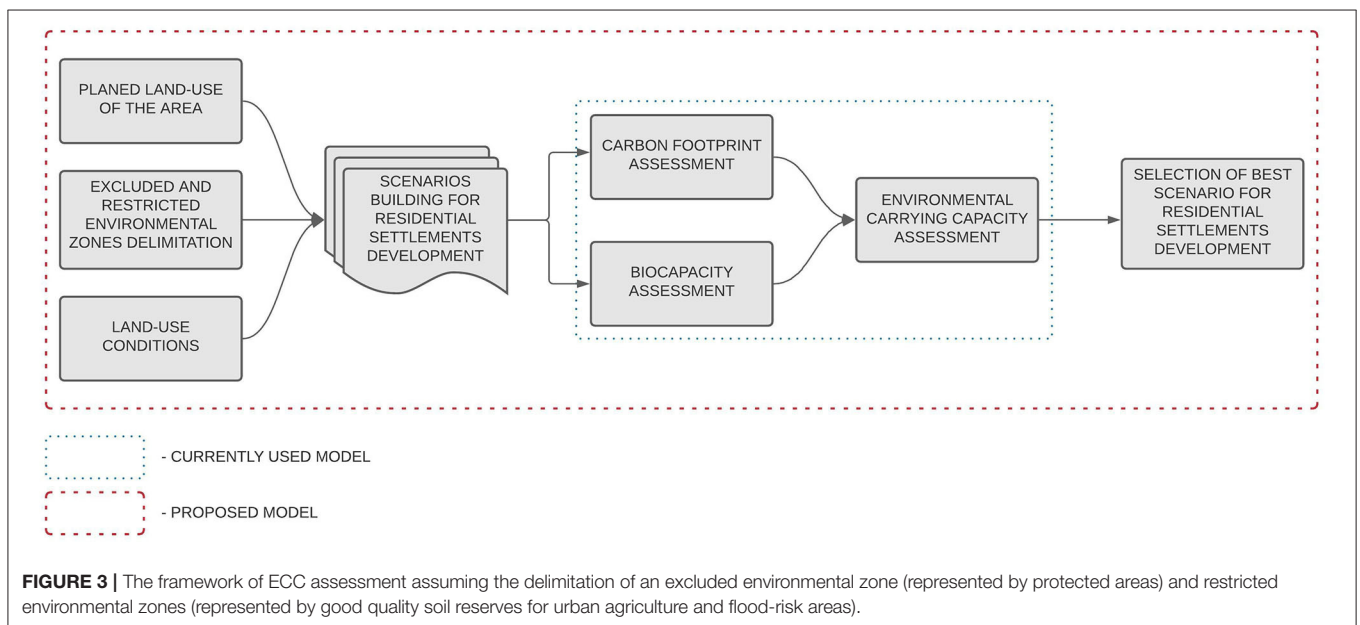 PLANED LAND-USE
OF THE AREA
EXCLUDED AND
RESTRICTED
ENVIRONMENTAL
ZONES DELIMITATION
LAND-USE
CONDITIONS
SCENARIOS
BUILDING FOR
RESIDENTIAL
SETTLEMENTS
DEVELOPMENT
CARBON FOOTPRINT
ASSESSMENT
BIOCAPACITY
ASSESSMENT
ENVIRONMENTAL
CARRYING CAPACITY
ASSESSMENT
SELECTION OF BEST
SCENARIO FOR
RESIDENTIAL
SETTLEMENTS
DEVELOPMENT
- CURRENTLY USED MODEL
- PROPOSED MODEL
FIGURE 3 | The framework of ECC assessment assuming the delimitation of an excluded environmental zone (represented by protected areas) and restricted
environmental zones (represented by good quality soil reserves for urban agriculture and flood-risk areas).